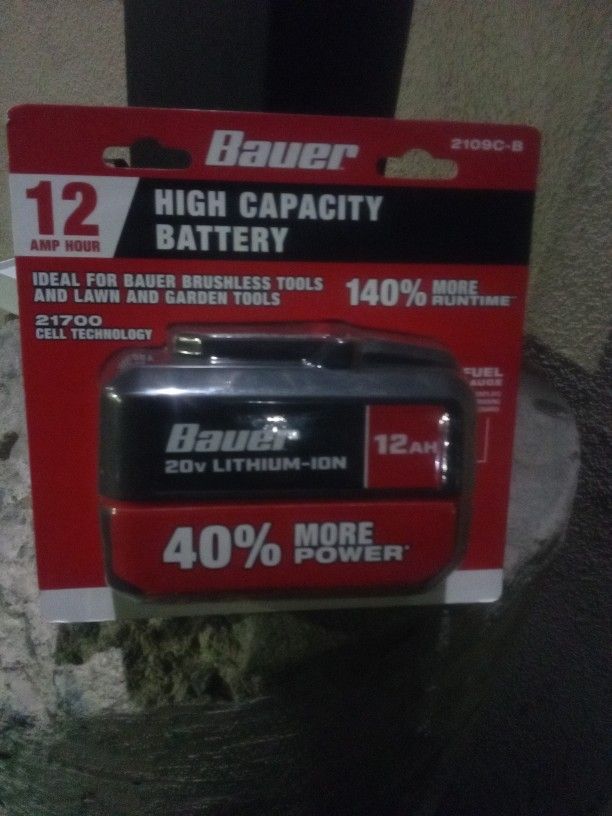 Bauer
2109C-B
12
AMP HOUR
HIGH CAPACITY
BATTERY
IDEAL FOR BAUER BRUSHLESS TOOLS
AND LAWN AND GARDEN TOOLS
140% MORE
RUNTIME
21700
CELL TECHNOLOGY
FUEL
GAUGE
Bauer
20v LITHIUM-ION
12AH
40% MORE
POWER*